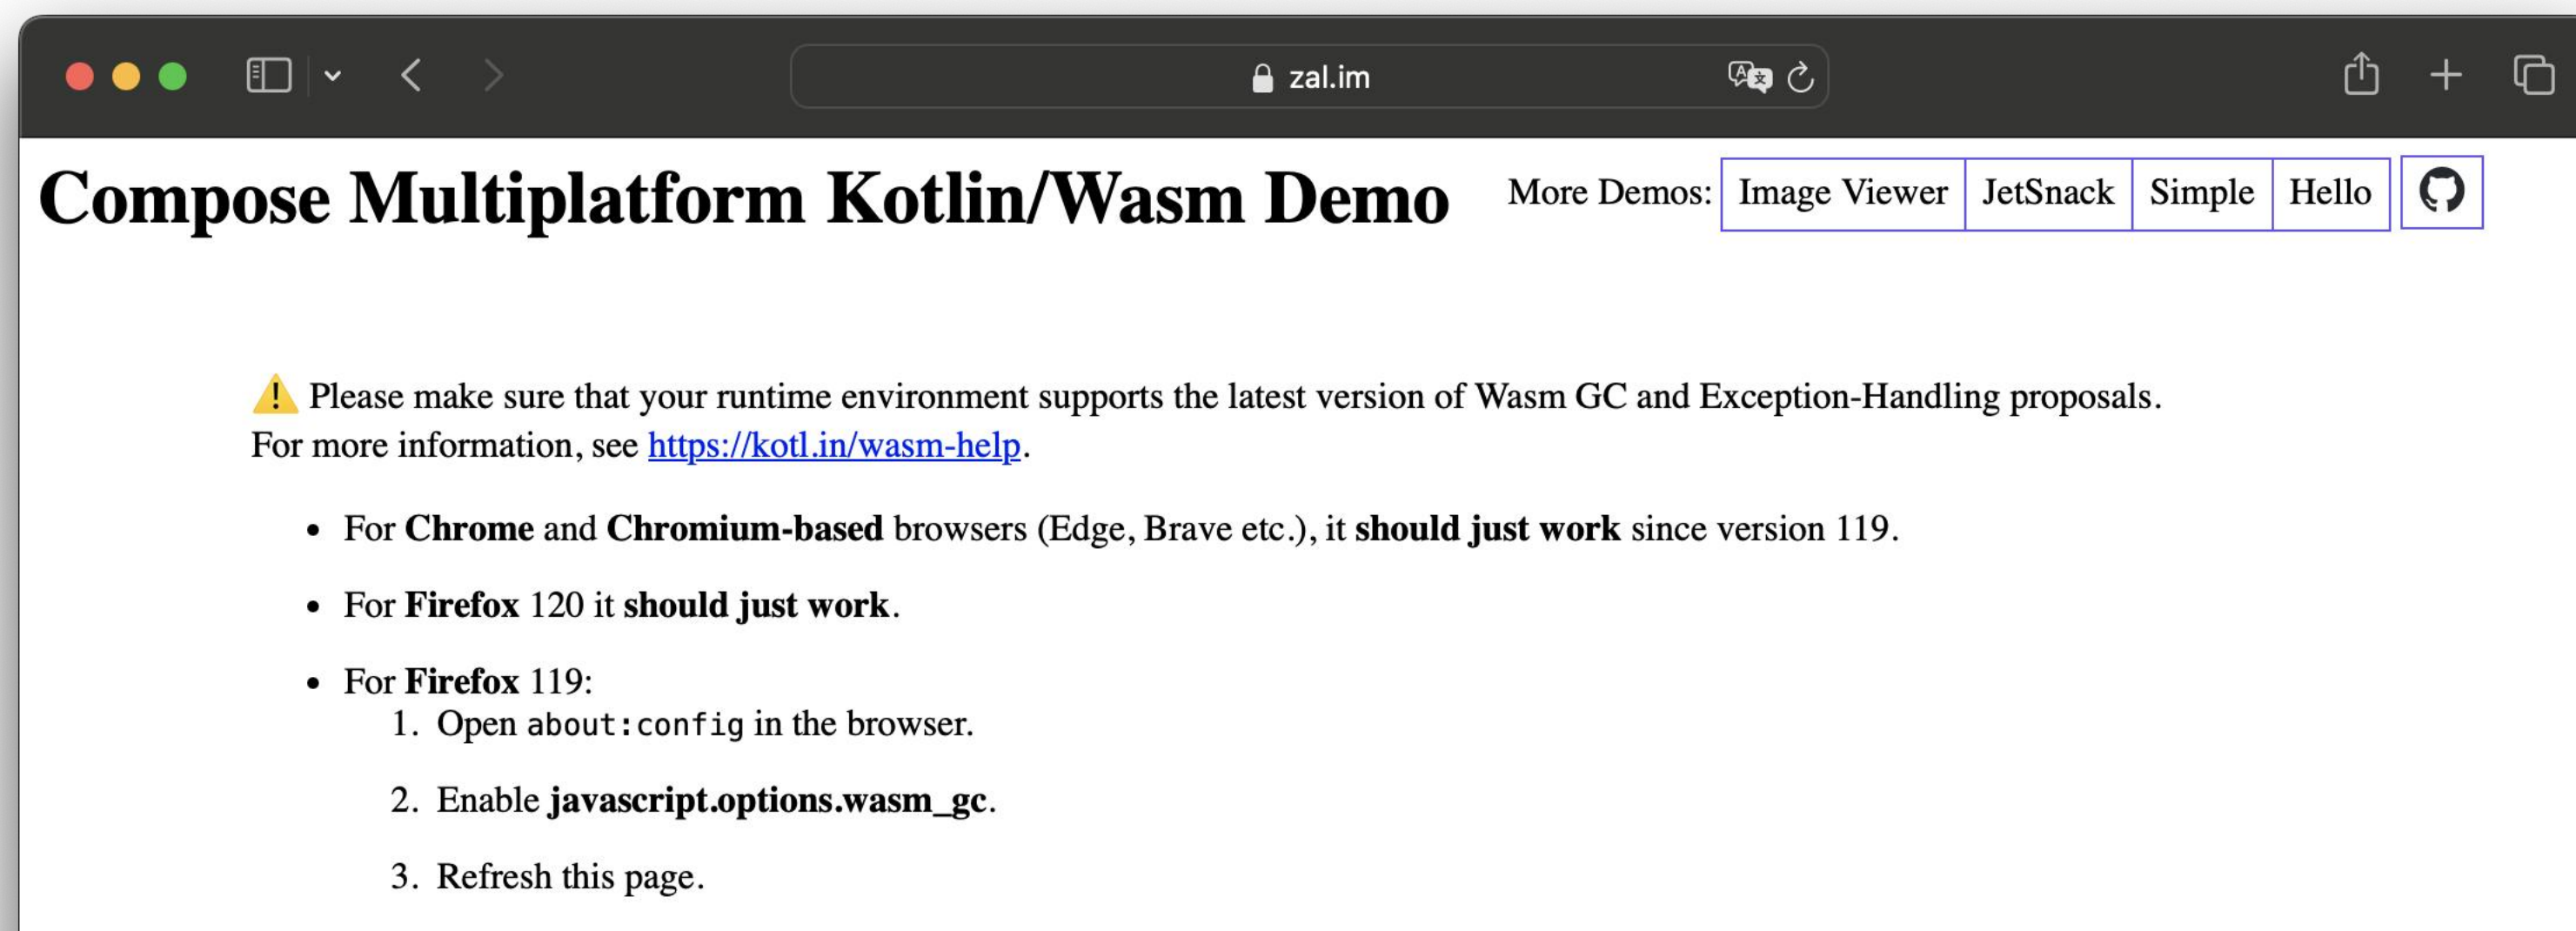 zal.im
Compose Multiplatform Kotlin/Wasm Demo
More Demos: Image Viewer JetSnack Simple Hello
⚠️ Please make sure that your runtime environment supports the latest version of Wasm GC and Exception-Handling proposals.
For more information, see https://kotl.in/wasm-help.
• For Chrome and Chromium-based browsers (Edge, Brave etc.), it should just work since version 119.
• For Firefox 120 it should just work.
• For Firefox 119:
1. Open about:config in the browser.
2. Enable javascript.options.wasm_gc.
3. Refresh this page.